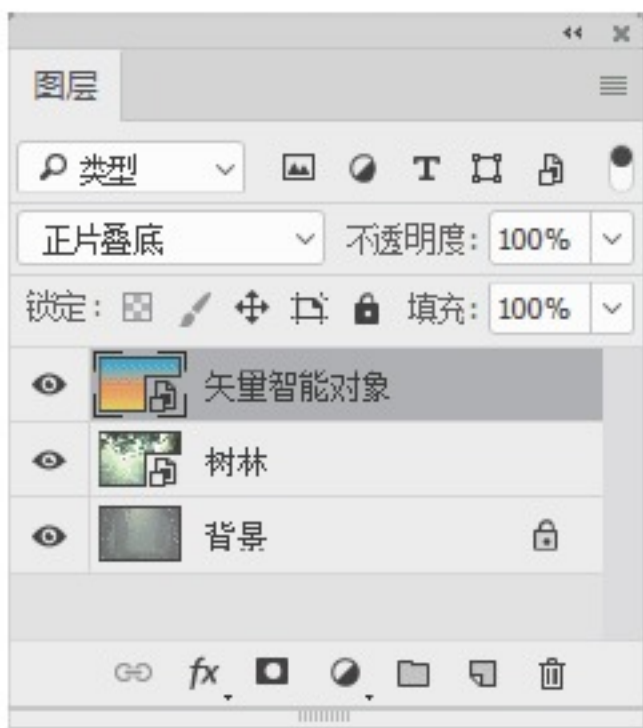 图层
类型
正片叠底 不透明度: 100%
锁定: 填充: 100%
矢量智能对象
树林
背景
fx